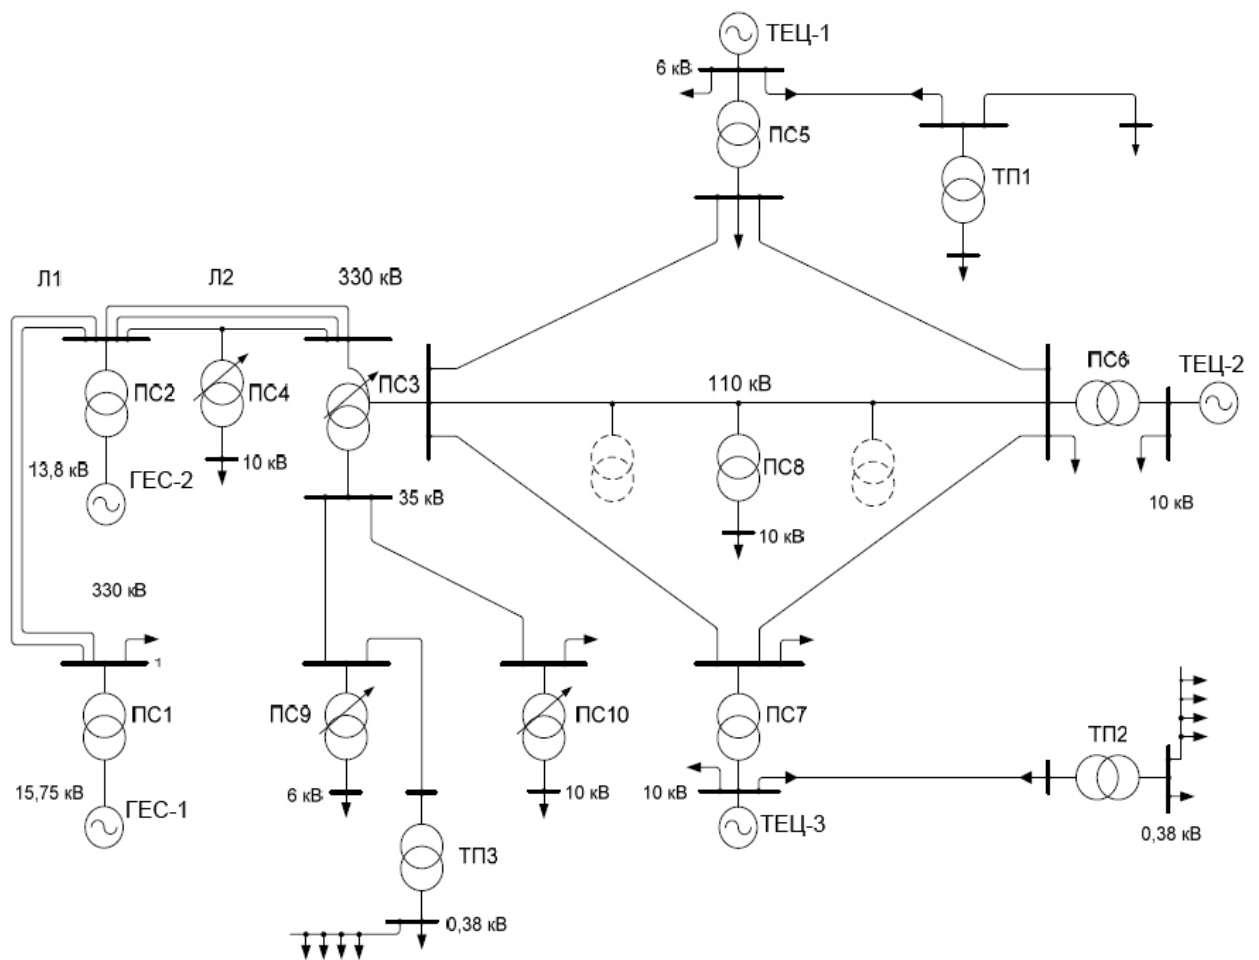 ТЕЦ-1
6 кВ
ПС5
ТП1
Л1
Л2
330 кВ
ПС2
ПС4
ПС3
110 кВ
ПС6
ТЕЦ-2
13,8 кВ
ГЕС-2
10 кВ
35 кВ
ПС8
10 кВ
10 кВ
330 кВ
1
ПС1
ПС9
ПС10
ПС7
ТП2
15,75 кВ
ГЕС-1
6 кВ
10 кВ
10 кВ
ТЕЦ-3
0,38 кВ
ТП3
0,38 кВ